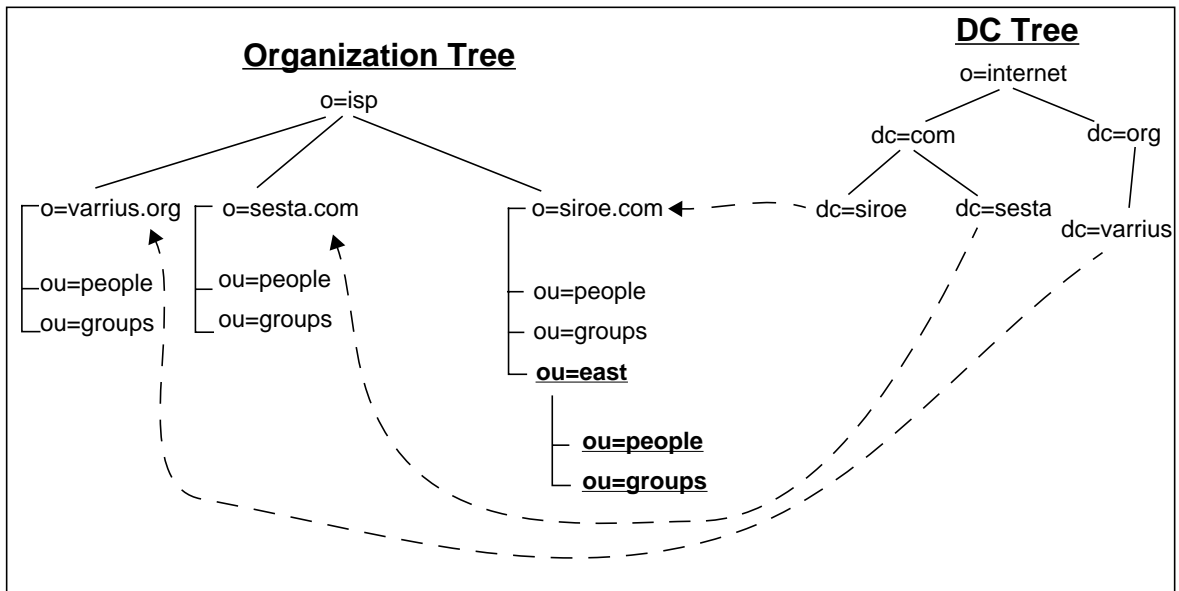 Organization Tree
o=isp
o=varrius.org
ou=people
ou=groups
o=sesta.com
ou=people
ou=groups
o=siroe.com
ou=people
ou=groups
ou=east
ou=people
ou=groups
DC Tree
o=internet
dc=com
dc=org
dc=siroe
dc=sesta
dc=varrius